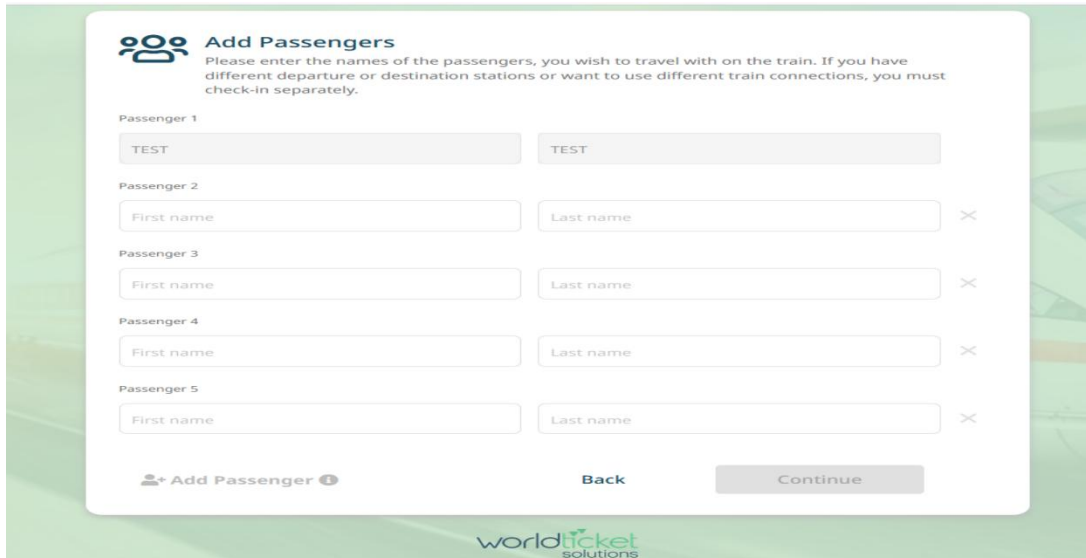 Add Passengers
Please enter the names of the passengers, you wish to travel with on the train. If you have
different departure or destination stations or want to use different train connections, you must
check-in separately.
Passenger 1
TEST TEST
Passenger 2
First name Last name
Passenger 3
First name Last name
Passenger 4
First name Last name
Passenger 5
First name Last name
Add Passenger Back Continue
worldticket
solutions